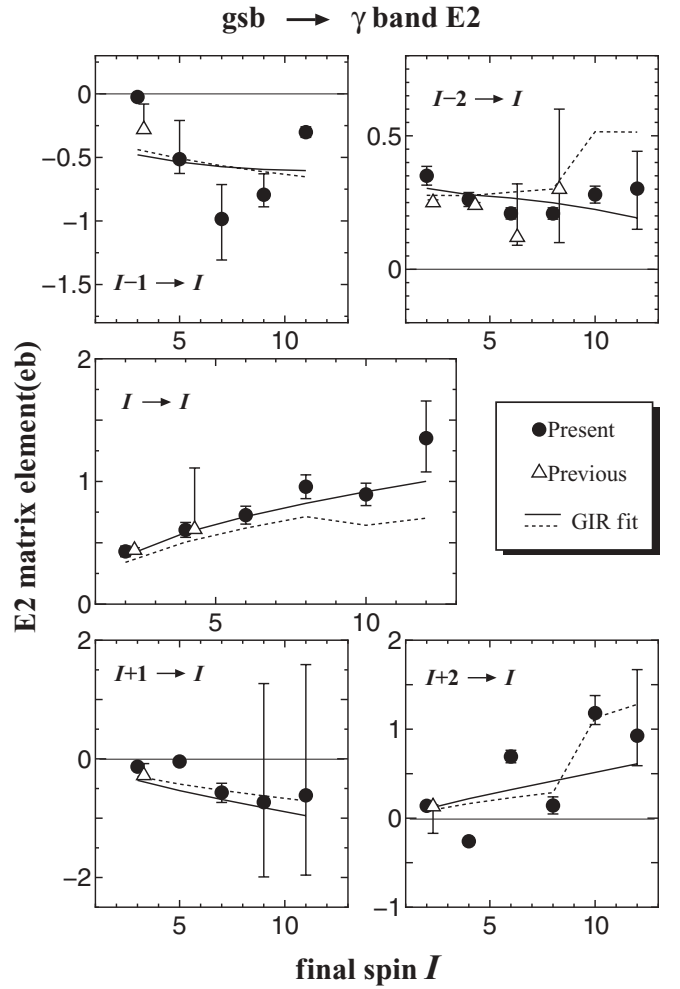 gsb → γ band E2
0
−0.5
−1
−1.5
I−1 → I
5
10
I−2 → I
0.5
0
5
10
E2 matrix element(eb)
2
1
0
I → I
5
10
Present
Previous
GIR fit
2
0
−2
I+1 → I
5
10
2
1
0
−1
I+2 → I
5
10
final spin I